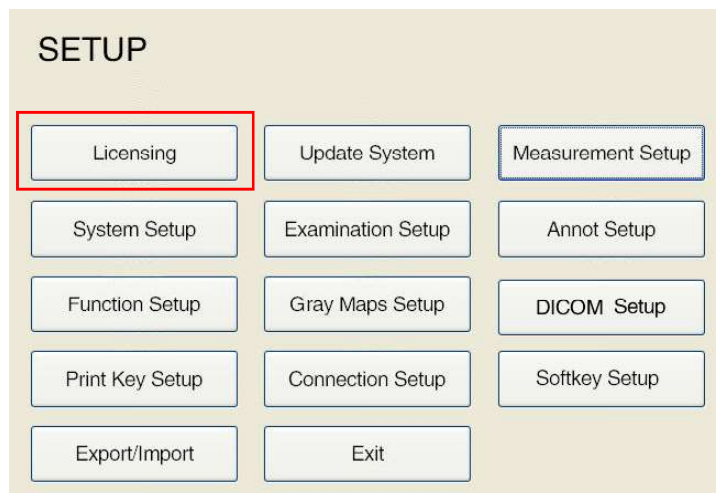 SETUP
Licensing
Update System
Measurement Setup
System Setup
Examination Setup
Annot Setup
Function Setup
Gray Maps Setup
DICOM Setup
Print Key Setup
Connection Setup
Softkey Setup
Export/Import
Exit